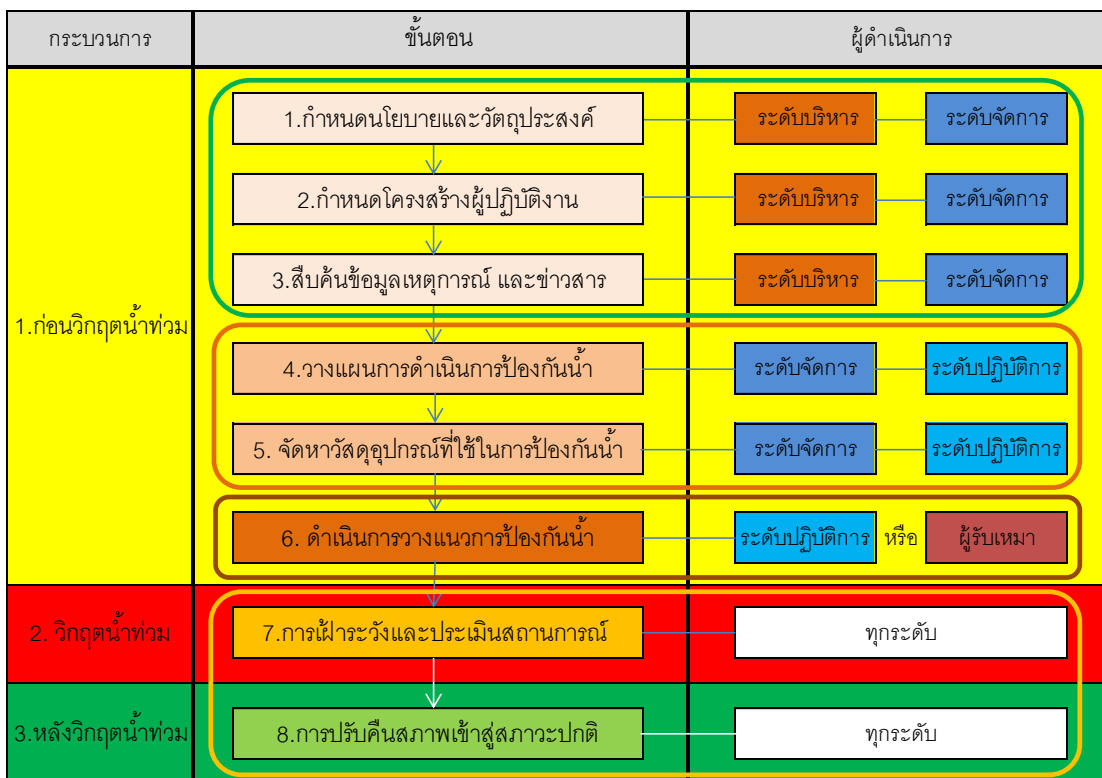 กระบวนการ ขั้นตอน ผู้ดำเนินการ
1.กำหนดนโยบายและวัตถุประสงค์ ระดับบริหาร ระดับจัดการ
2.กำหนดโครงสร้างผู้ปฏิบัติงาน ระดับบริหาร ระดับจัดการ
3.สืบค้นข้อมูลเหตุการณ์ และข่าวสาร ระดับบริหาร ระดับจัดการ
1.ก่อนวิกฤตน้ำท่วม
4.วางแผนการดำเนินการป้องกันน้ำ ระดับจัดการ ระดับปฏิบัติการ
5. จัดหาวัสดุอุปกรณ์ที่ใช้ในการป้องกันน้ำ ระดับจัดการ ระดับปฏิบัติการ
6. ดำเนินการวางแนวการป้องกันน้ำ ระดับปฏิบัติการ หรือ ผู้รับเหมา
2. วิกฤตน้ำท่วม 7.การเฝ้าระวังและประเมินสถานการณ์ ทุกระดับ
3.หลังวิกฤตน้ำท่วม 8.การปรับคืนสภาพเข้าสู่สภาวะปกติ ทุกระดับ